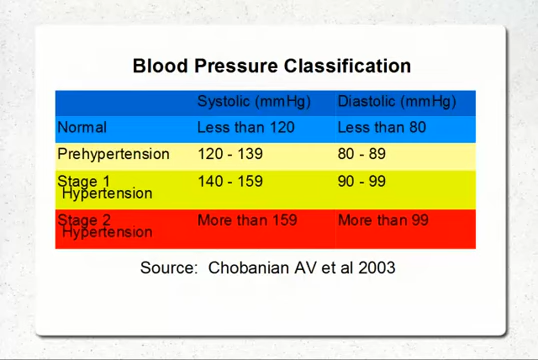 Blood Pressure Classification
Systolic (mmHg) Diastolic (mmHg)
Normal Less than 120 Less than 80
Prehypertension 120 - 139 80 - 89
Stage 1 140 - 159 90 - 99
Hypertension
Stage 2 More than 159 More than 99
Hypertension
Source: Chobanian AV et al 2003